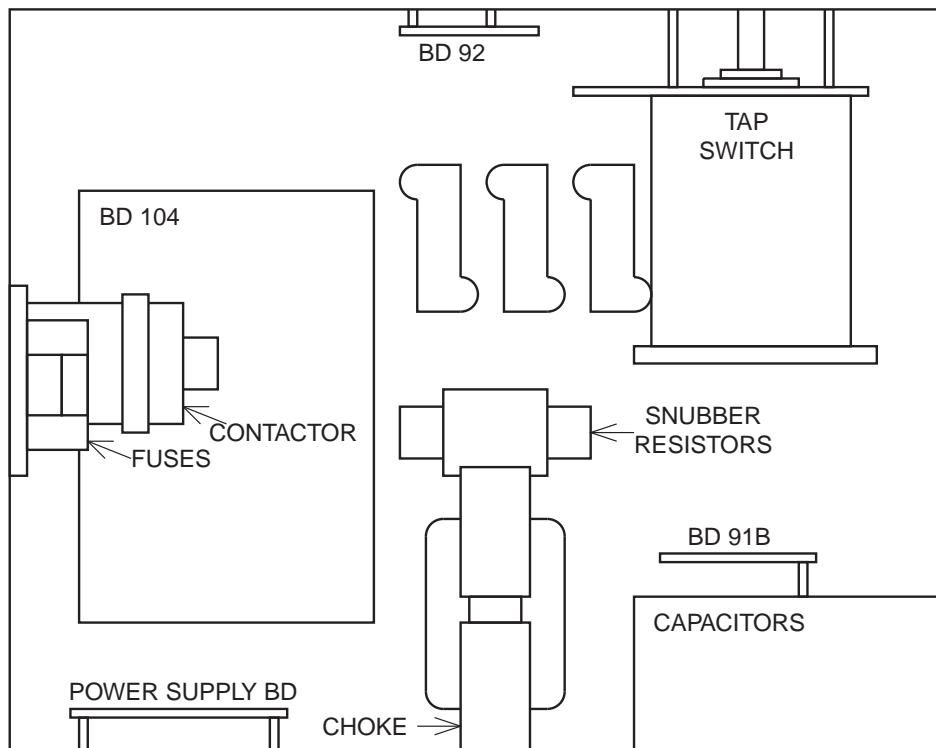 BD 92
TAP
SWITCH
BD 104
CONTACTOR
FUSES
SNUBBER
RESISTORS
BD 91B
CAPACITORS
POWER SUPPLY BD
CHOKE